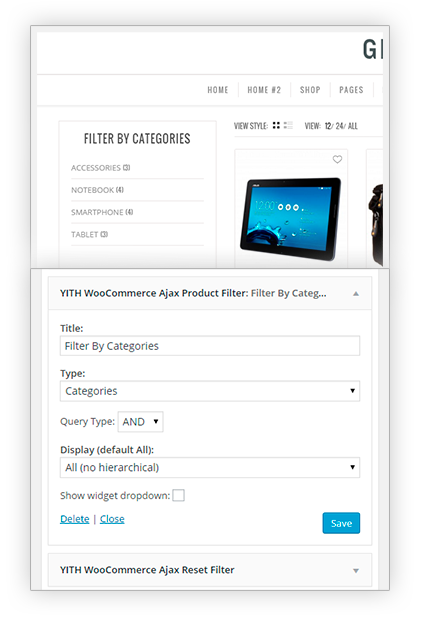 HOME HOME #2 SHOP PAGES
FILTER BY CATEGORIES
VIEW STYLE: VIEW: 12/ 24/ ALL
ACCESSORIES (3)
NOTEBOOK (4)
SMARTPHONE (4)
TABLET (3)
YITH WooCommerce Ajax Product Filter: Filter By Categ...
Title:
Filter By Categories
Type:
Categories
Query Type: AND
Display (default All):
All (no hierarchical)
Show widget dropdown:
Delete | Close
Save
YITH WooCommerce Ajax Reset Filter